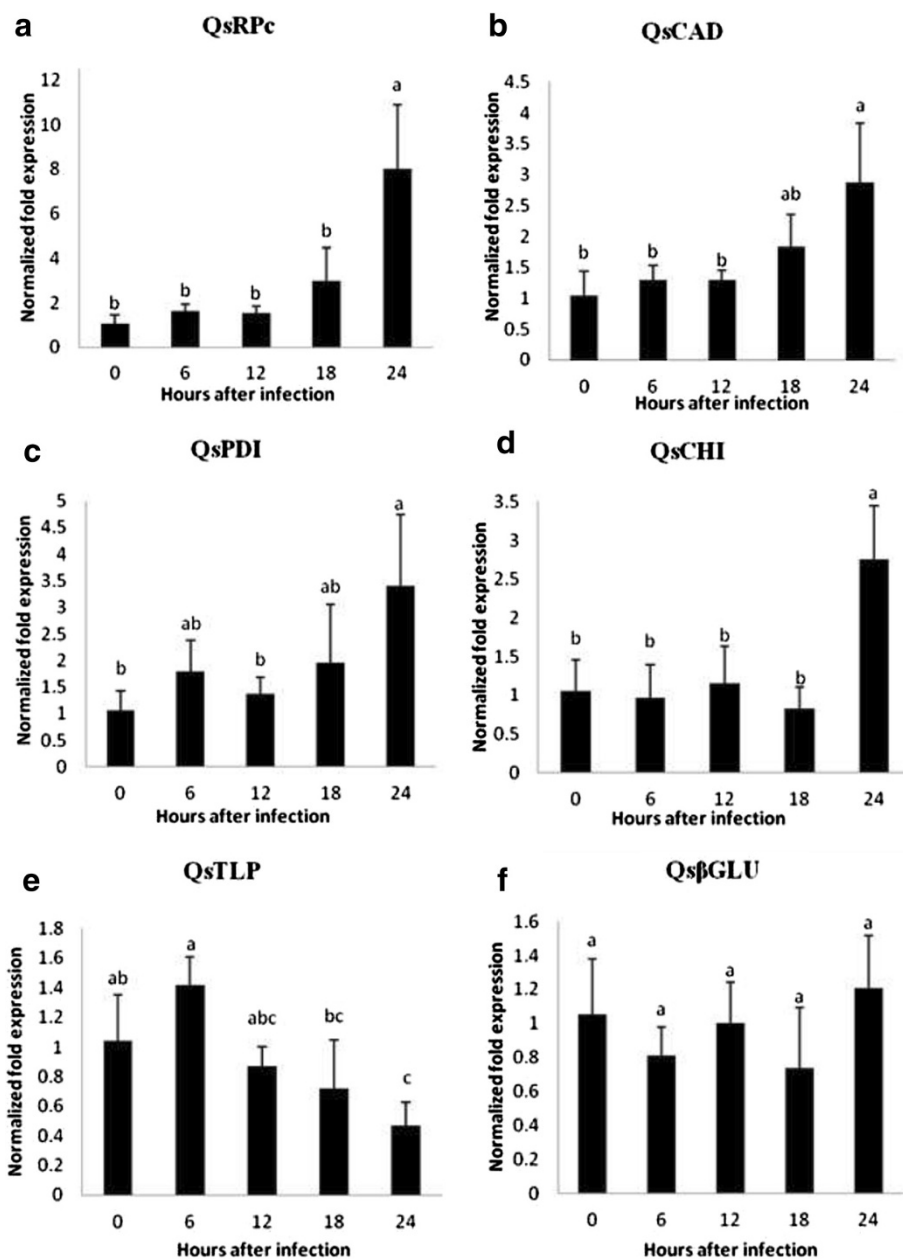 a
QsRPc
Normalized fold expression
12
10
8
6
4
2
0
b
b
b
b
a
0 6 12 18 24
Hours after infection
b
QsCAD
Normalized fold expression
4.5
4
3.5
3
2.5
2
1.5
1
0.5
0
b
b
b
ab
a
0 6 12 18 24
Hours after infection
c
QsPDI
Normalized fold expression
5
4.5
4
3.5
3
2.5
2
1.5
1
0.5
0
b
ab
b
ab
a
0 6 12 18 24
Hours after infection
d
QsCHI
Normalized fold expression
3.5
3
2.5
2
1.5
1
0.5
0
b
b
b
b
a
0 6 12 18 24
Hours after infection
e
QsTLP
Normalized fold expression
1.8
1.6
1.4
1.2
1
0.8
0.6
0.4
0.2
0
ab
a
abc
bc
c
0 6 12 18 24
Hours after infection
f
QsβGLU
Normalized fold expression
1.6
1.4
1.2
1
0.8
0.6
0.4
0.2
0
a
a
a
a
a
0 6 12 18 24
Hours after infection